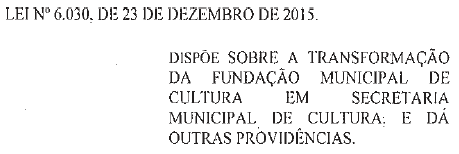 LEI Nº 6.030, DE 23 DE DEZEMBRO DE 2015.
DISPÕE SOBRE A TRANSFORMAÇÃO
DA FUNDAÇÃO MUNICIPAL DE
CULTURA EM SECRETARIA
MUNICIPAL DE CULTURA; E DÁ
OUTRAS PROVIDÊNCIAS.